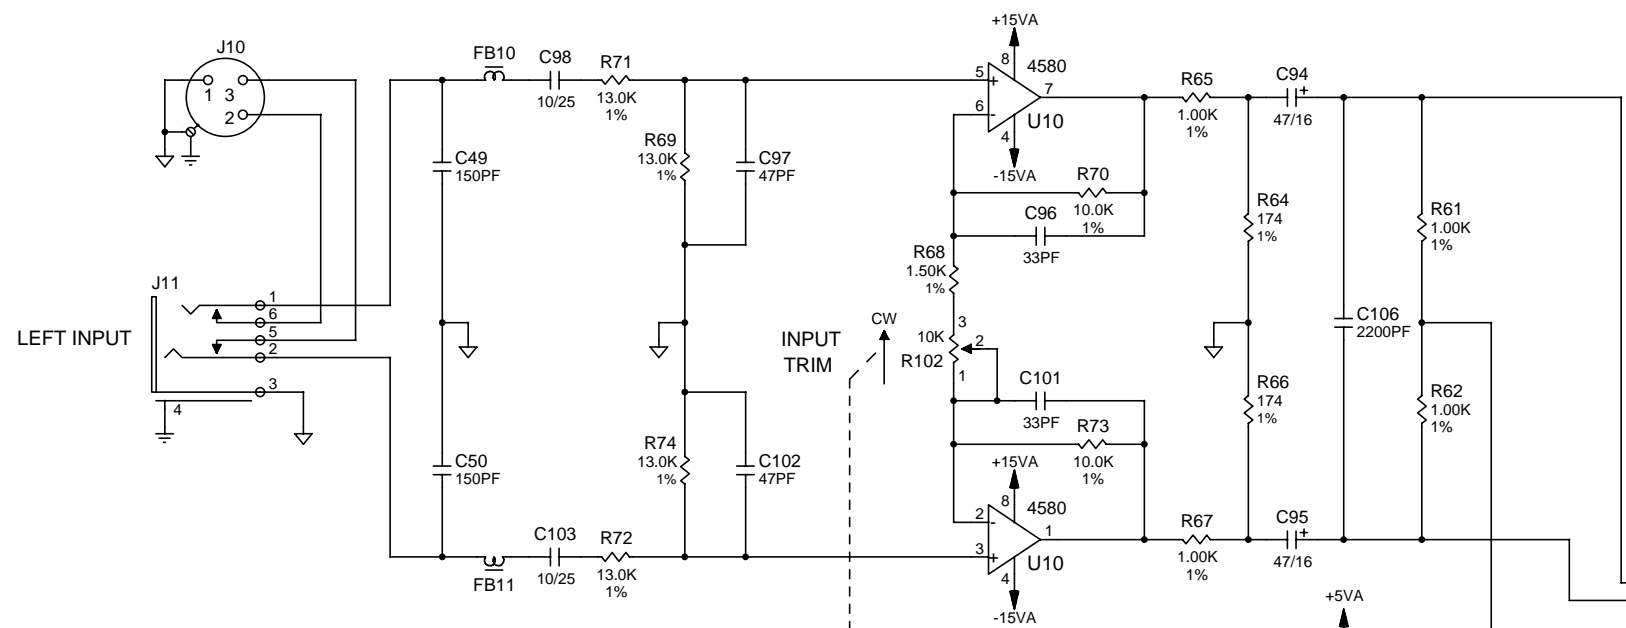 J10
1
3
2
LEFT INPUT
J11
1
6
5
2
3
4
C49
150PF
C50
150PF
FB10
C98
10/25
R71
13.0K
1%
R69
13.0K
1%
C97
47PF
R74
13.0K
1%
C102
47PF
FB11
C103
10/25
R72
13.0K
1%
+15VA
8
4580
5
+
6
-
7
U10
4
-15VA
R70
10.0K
1%
C96
33PF
R68
1.50K
1%
INPUT
TRIM
CW
3
10K
2
R102
1
C101
33PF
R73
10.0K
1%
+15VA
8
4580
2
-
3
+
1
U10
4
-15VA
R65
1.00K
1%
C94
+
47/16
R64
174
1%
R66
174
1%
R67
1.00K
1%
C95
+
47/16
C106
2200PF
R61
1.00K
1%
R62
1.00K
1%
+5VA